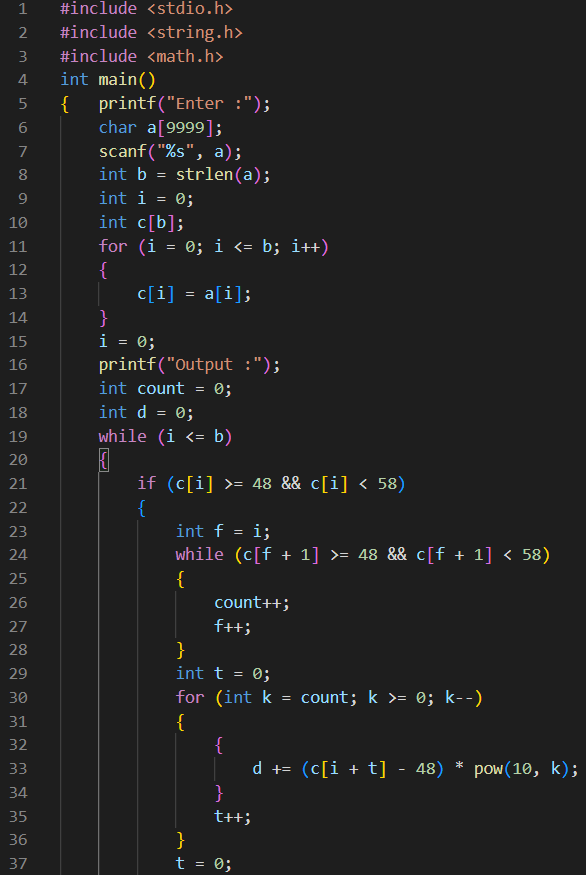 1 #include <stdio.h>
2 #include <string.h>
3 #include <math.h>
4 int main()
5 {   printf("Enter :");
6     char a[9999];
7     scanf("%s", a);
8     int b = strlen(a);
9     int i = 0;
10     int c[b];
11     for (i = 0; i <= b; i++)
12     {
13         c[i] = a[i];
14     }
15     i = 0;
16     printf("Output :");
17     int count = 0;
18     int d = 0;
19     while (i <= b)
20     {
21         if (c[i] >= 48 && c[i] < 58)
22         {
23             int f = i;
24             while (c[f + 1] >= 48 && c[f + 1] < 58)
25             {
26                 count++;
27                 f++;
28             }
29             int t = 0;
30             for (int k = count; k >= 0; k--)
31             {
32                 {
33                     d += (c[i + t] - 48) * pow(10, k);
34                 }
35                 t++;
36             }
37             t = 0;